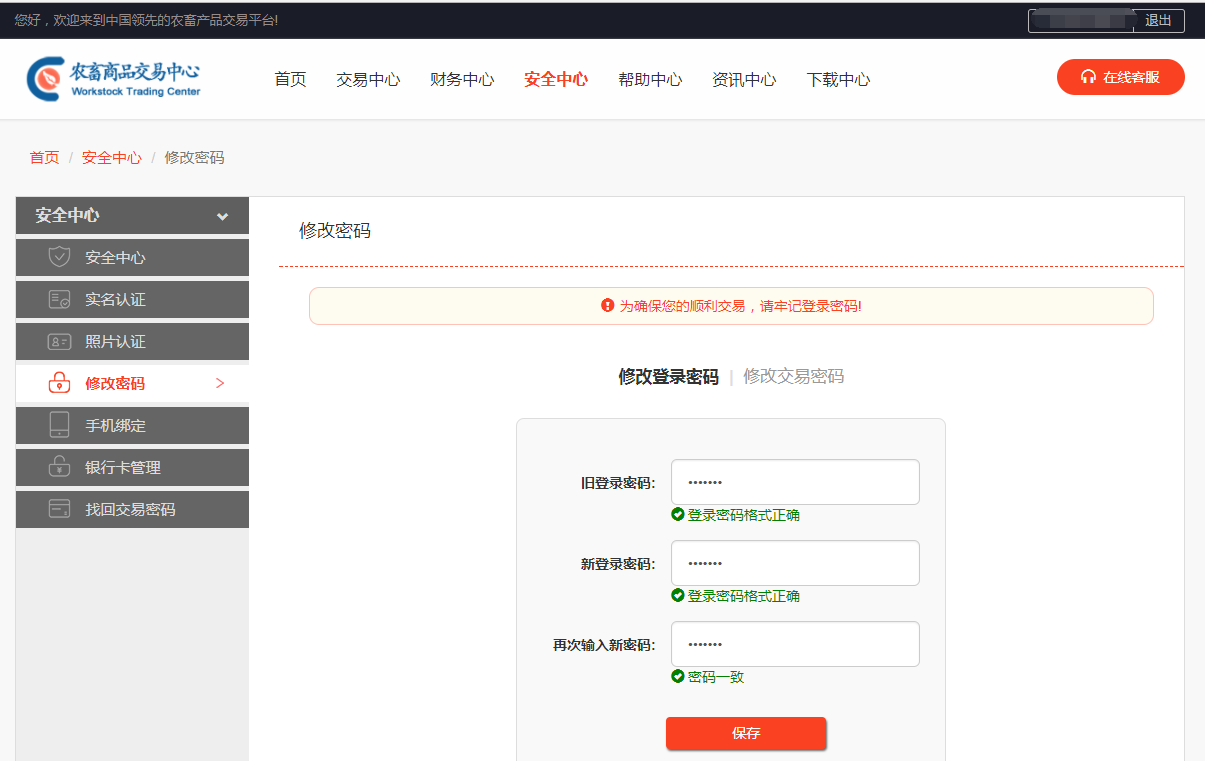 您好，欢迎来到中国领先的农畜产品交易平台!
退出
农畜商品交易中心
Workstock Trading Center
首页 交易中心 财务中心 安全中心 帮助中心 资讯中心 下载中心
在线客服
首页 / 安全中心 / 修改密码
安全中心
安全中心
实名认证
照片认证
修改密码 >
手机绑定
银行卡管理
找回交易密码
修改密码
为确保您的顺利交易，请牢记登录密码!
修改登录密码 | 修改交易密码
旧登录密码: •••••••
登录密码格式正确
新登录密码: •••••••
登录密码格式正确
再次输入新密码: •••••••
密码一致
保存